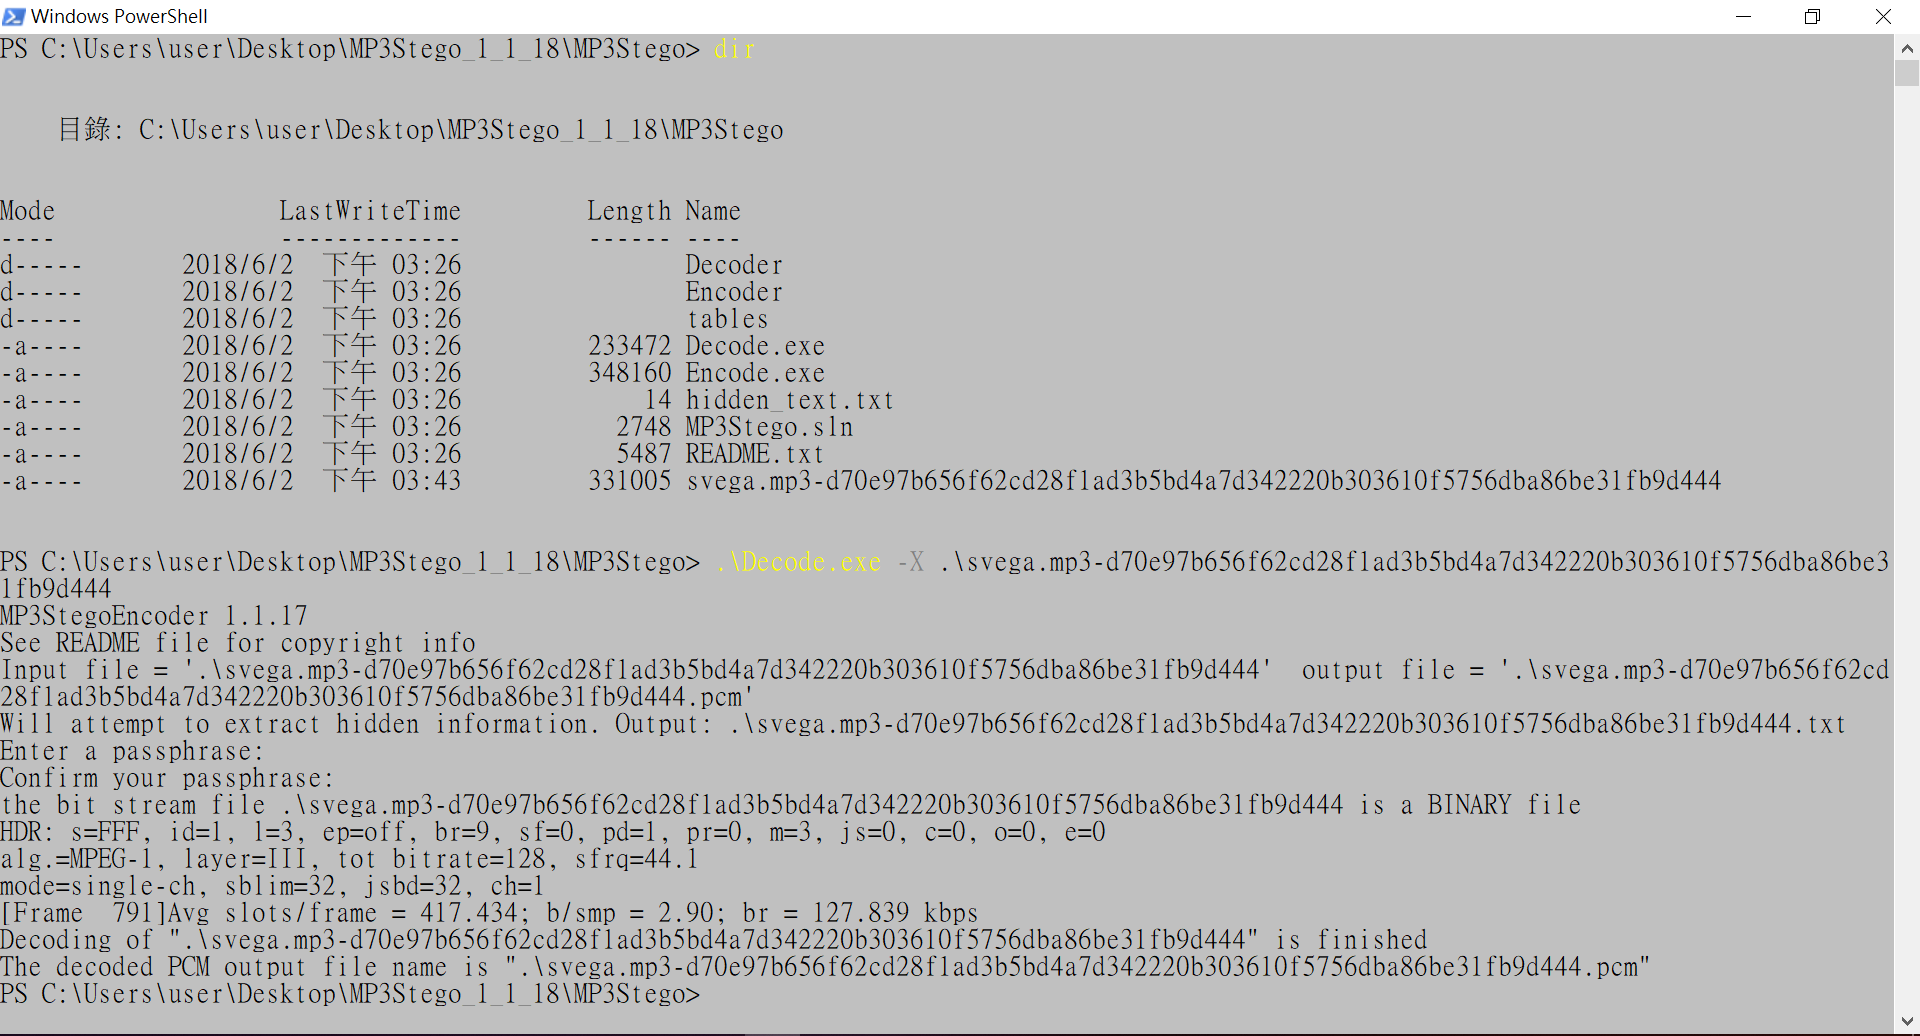 Windows PowerShell
PS C:\Users\user\Desktop\MP3Stego_1_1_18\MP3Stego> dir
目錄: C:\Users\user\Desktop\MP3Stego_1_1_18\MP3Stego
Mode                LastWriteTime         Length Name
----                -------------         ------ ----
d-----       2018/6/2  下午 03:26                Decoder
d-----       2018/6/2  下午 03:26                Encoder
d-----       2018/6/2  下午 03:26                tables
-a----       2018/6/2  下午 03:26         233472 Decode.exe
-a----       2018/6/2  下午 03:26         348160 Encode.exe
-a----       2018/6/2  下午 03:26             14 hidden_text.txt
-a----       2018/6/2  下午 03:26           2748 MP3Stego.sln
-a----       2018/6/2  下午 03:26           5487 README.txt
-a----       2018/6/2  下午 03:43         331005 svega.mp3-d70e97b656f62cd28f1ad3b5bd4a7d342220b303610f5756dba86be31fb9d444
PS C:\Users\user\Desktop\MP3Stego_1_1_18\MP3Stego> .\Decode.exe -X .\svega.mp3-d70e97b656f62cd28f1ad3b5bd4a7d342220b303610f5756dba86be3
1fb9d444
MP3StegoEncoder 1.1.17
See README file for copyright info
Input file = '.\svega.mp3-d70e97b656f62cd28f1ad3b5bd4a7d342220b303610f5756dba86be31fb9d444'  output file = '.\svega.mp3-d70e97b656f62cd
28f1ad3b5bd4a7d342220b303610f5756dba86be31fb9d444.pcm'
Will attempt to extract hidden information. Output: .\svega.mp3-d70e97b656f62cd28f1ad3b5bd4a7d342220b303610f5756dba86be31fb9d444.txt
Enter a passphrase:
Confirm your passphrase:
the bit stream file .\svega.mp3-d70e97b656f62cd28f1ad3b5bd4a7d342220b303610f5756dba86be31fb9d444 is a BINARY file
HDR: s=FFF, id=1, l=3, ep=off, br=9, sf=0, pd=1, pr=0, m=3, js=0, c=0, o=0, e=0
alg.=MPEG-1, layer=III, tot bitrate=128, sfrq=44.1
mode=single-ch, sblim=32, jsbd=32, ch=1
[Frame  791]Avg slots/frame = 417.434; b/smp = 2.90; br = 127.839 kbps
Decoding of ".\svega.mp3-d70e97b656f62cd28f1ad3b5bd4a7d342220b303610f5756dba86be31fb9d444" is finished
The decoded PCM output file name is ".\svega.mp3-d70e97b656f62cd28f1ad3b5bd4a7d342220b303610f5756dba86be31fb9d444.pcm"
PS C:\Users\user\Desktop\MP3Stego_1_1_18\MP3Stego>